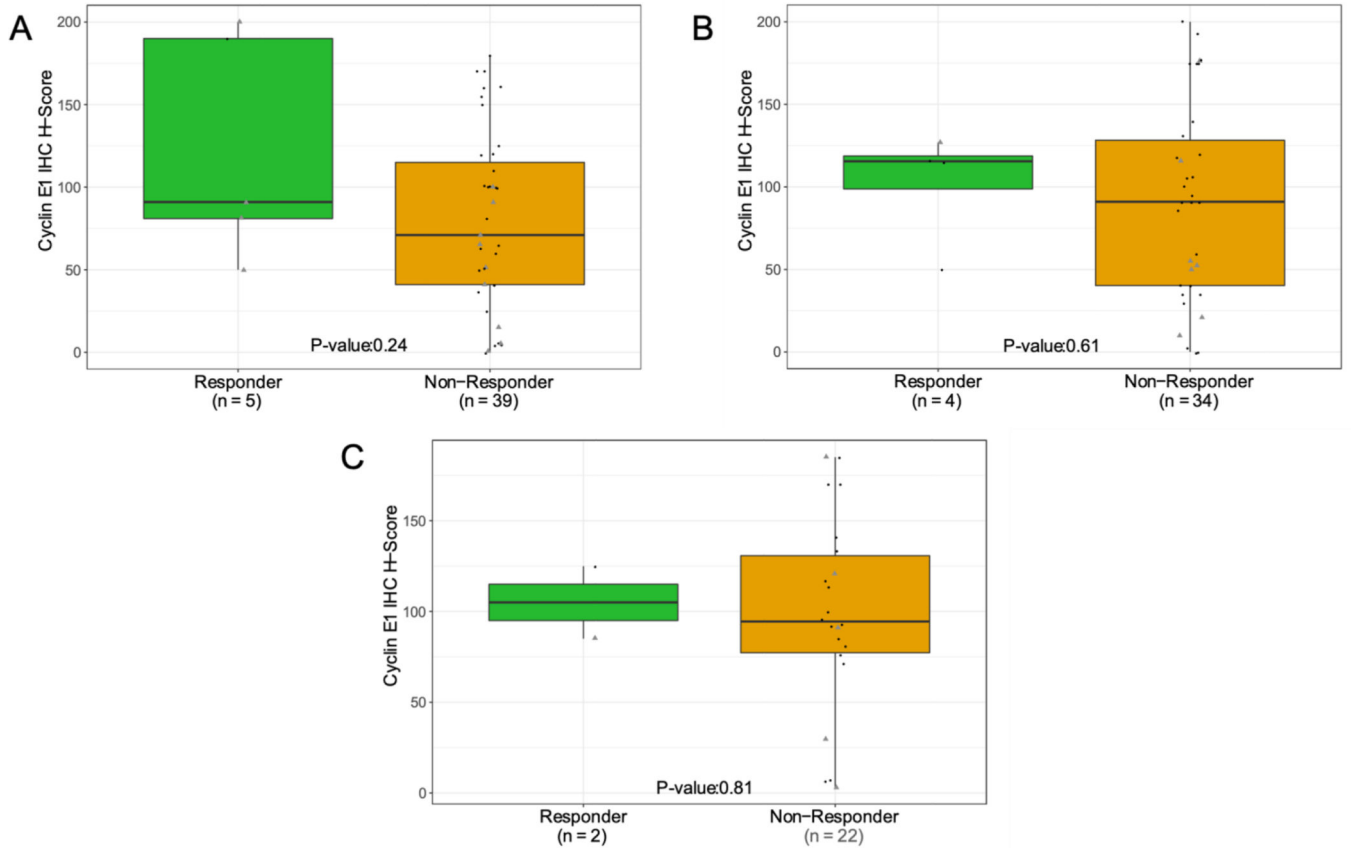 A
Cyclin E1 IHC H-Score
200
150
100
50
0
P-value:0.24
Responder
(n = 5)
Non-Responder
(n = 39)
B
Cyclin E1 IHC H-Score
200
150
100
50
0
P-value:0.61
Responder
(n = 4)
Non-Responder
(n = 34)
C
Cyclin E1 IHC H-Score
150
100
50
0
P-value:0.81
Responder
(n = 2)
Non-Responder
(n = 22)